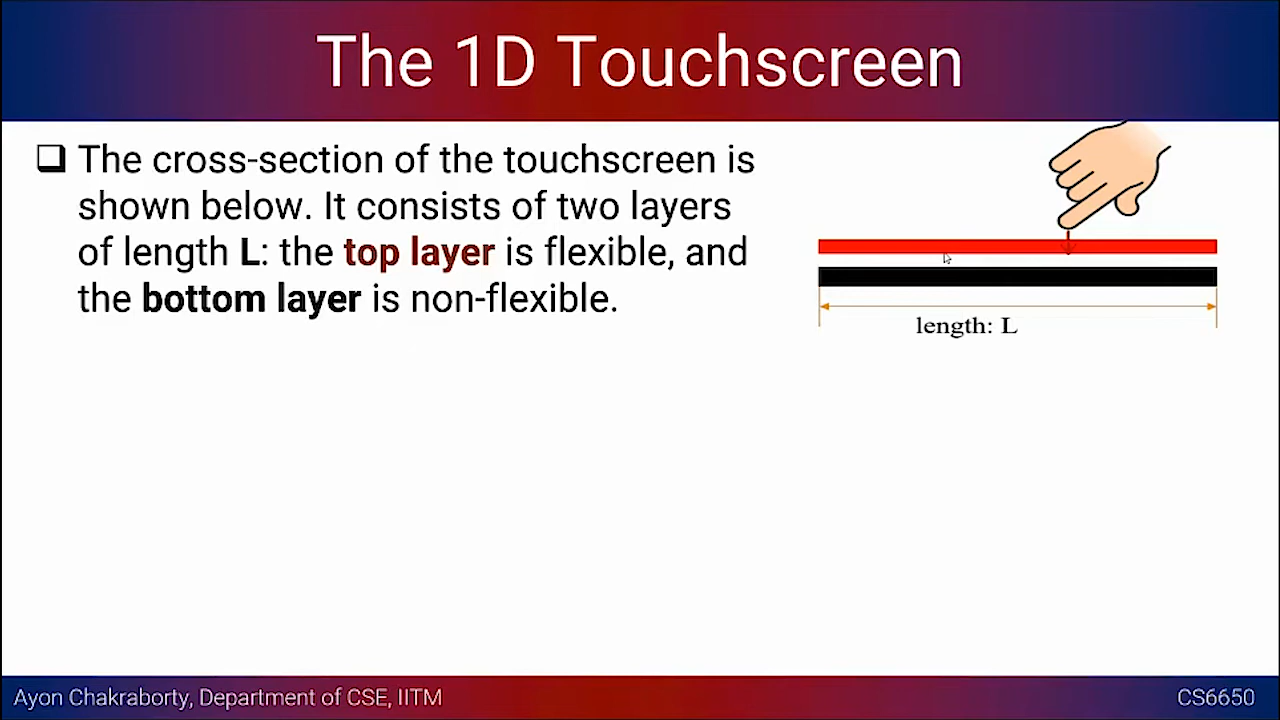 The 1D Touchscreen
The cross-section of the touchscreen is
shown below. It consists of two layers
of length L: the top layer is flexible, and
the bottom layer is non-flexible.
length: L
Ayon Chakraborty, Department of CSE, IITM
CS6650